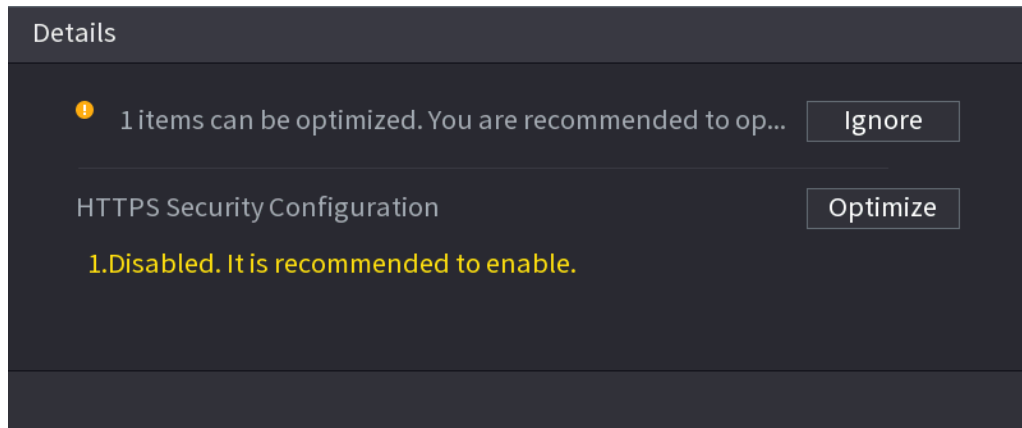 Details
1 items can be optimized. You are recommended to op...
Ignore
HTTPS Security Configuration
Optimize
1.Disabled. It is recommended to enable.